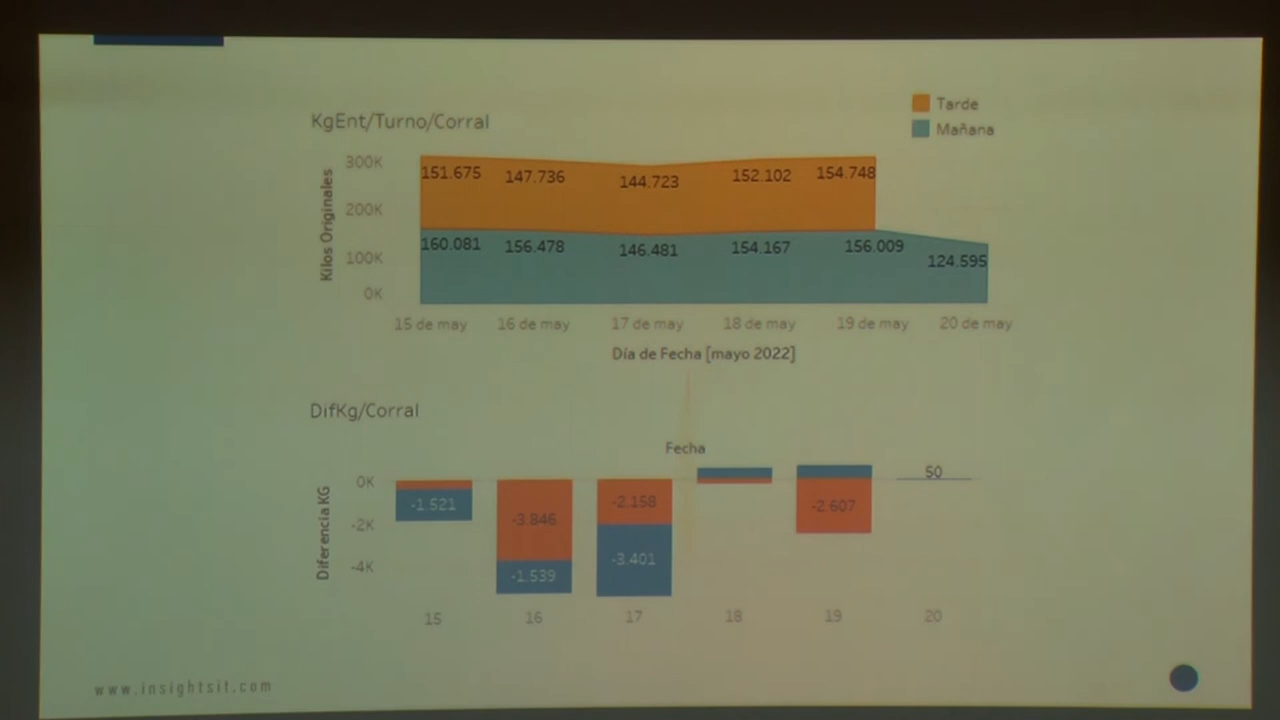 Tarde
Mañana
KgEnt/Turno/Corral
Kilos Originales
300K
200K
100K
0K
151.675 147.736 144.723 152.102 154.748
160.081 156.478 146.481 154.167 156.009 124.595
15 de may 16 de may 17 de may 18 de may 19 de may 20 de may
Día de Fecha [mayo 2022]
DifKg/Corral
Fecha
Diferencia KG
0K
-2K
-4K
-1.521 -3.846 -2.158 -2.607 50
-1.539 -3.401
15 16 17 18 19 20
www.insightsit.com